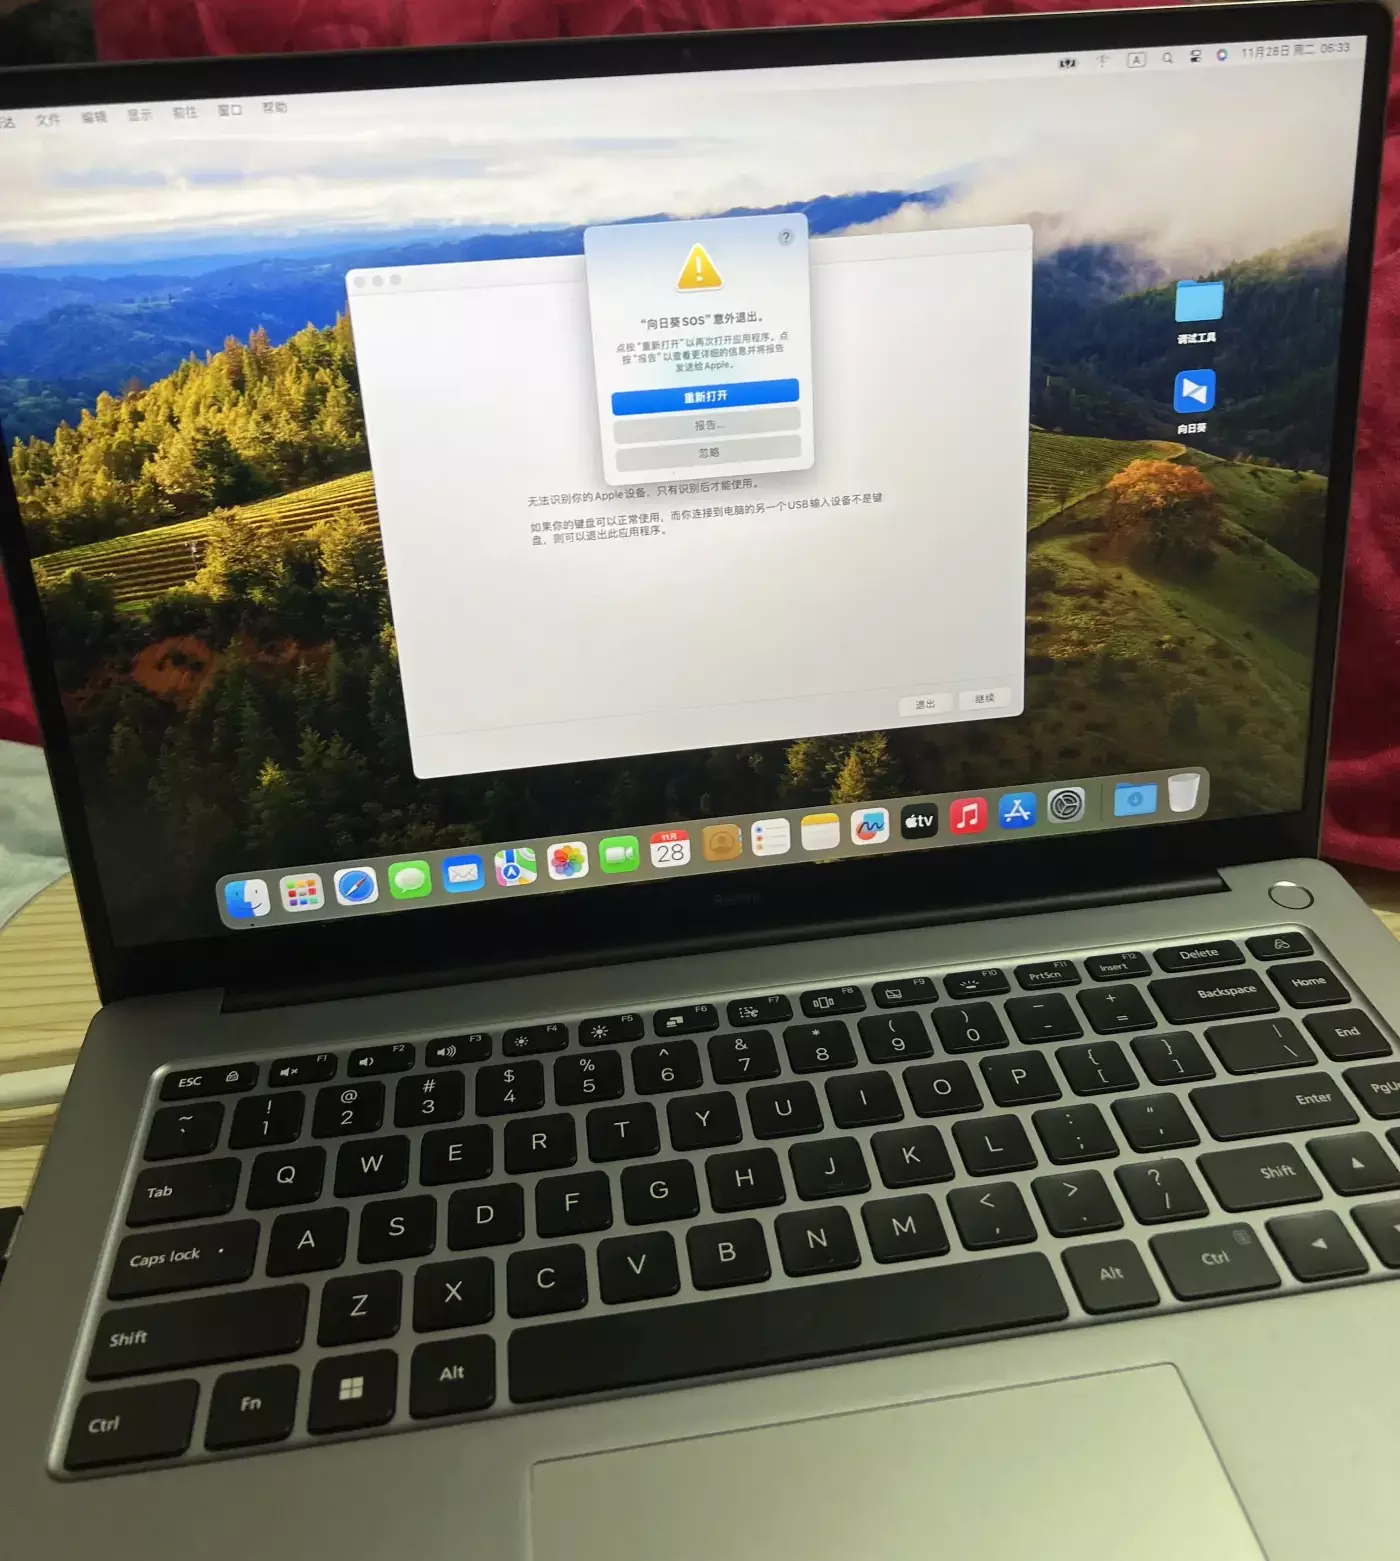 文件 编辑 显示 前往 窗口 帮助
A
11月28日 周二 06:33
?
“向日葵SOS”意外退出。
点按“重新打开”以再次打开应用程序。点
按“报告”以查看更详细的信息并将报告
发送给Apple。
重新打开
报告...
忽略
无法识别你的Apple设备，只有识别后才能使用。
如果你的键盘可以正常使用，而你连接到电脑的另一个USB输入设备不是键
盘，则可以退出此应用程序。
退出 继续
调试工具
向日葵
11月
28
tv
ESC F1 F2 F3 F4 F5 F6 F7 F8 F9 F10 PrtScn F11 Insert F12 Delete
~ ` ! 1 @ 2 # 3 $ 4 % 5 ^ 6 & 7 * 8 ( 9 ) 0 _ - + = Backspace Home
Tab Q W E R T Y U I O P { [ } ] | \ End
Caps lock A S D F G H J K L : ; " ' Enter
Shift Z X C V B N M < , > . ? / Shift
Ctrl Fn Alt Alt Ctrl